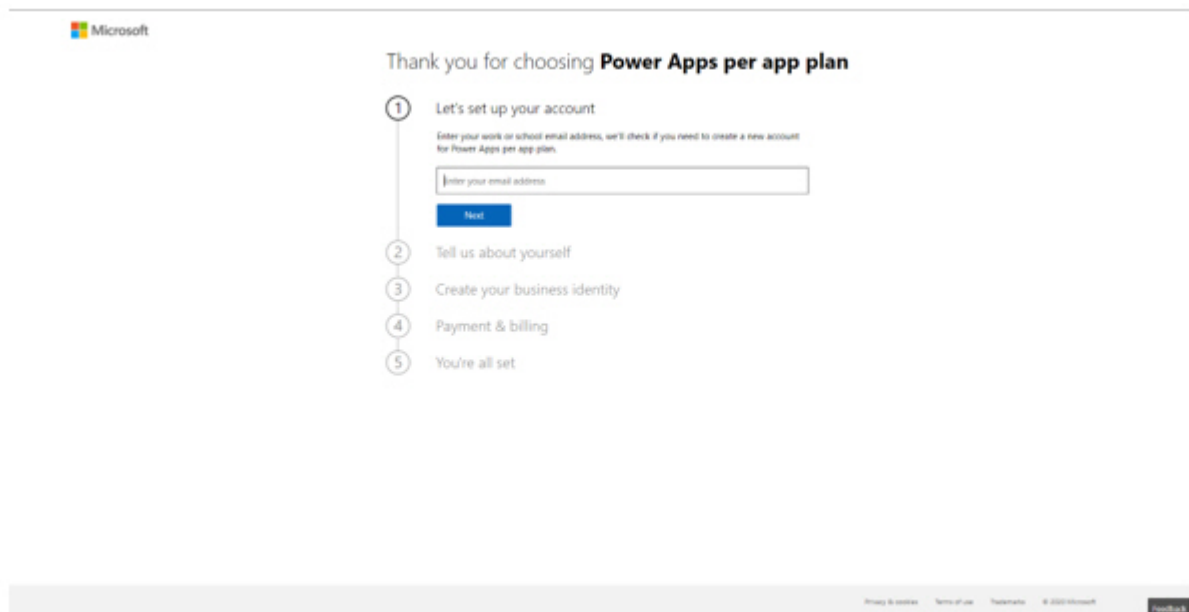 Microsoft
Thank you for choosing Power Apps per app plan
1 Let's set up your account
Enter your work or school email address, we'll check if you need to create a new account
for Power Apps per app plan.
Enter your email address
Next
2 Tell us about yourself
3 Create your business identity
4 Payment & billing
5 You're all set
Privacy & cookies Terms of use Trademarks © 2020 Microsoft
Feedback